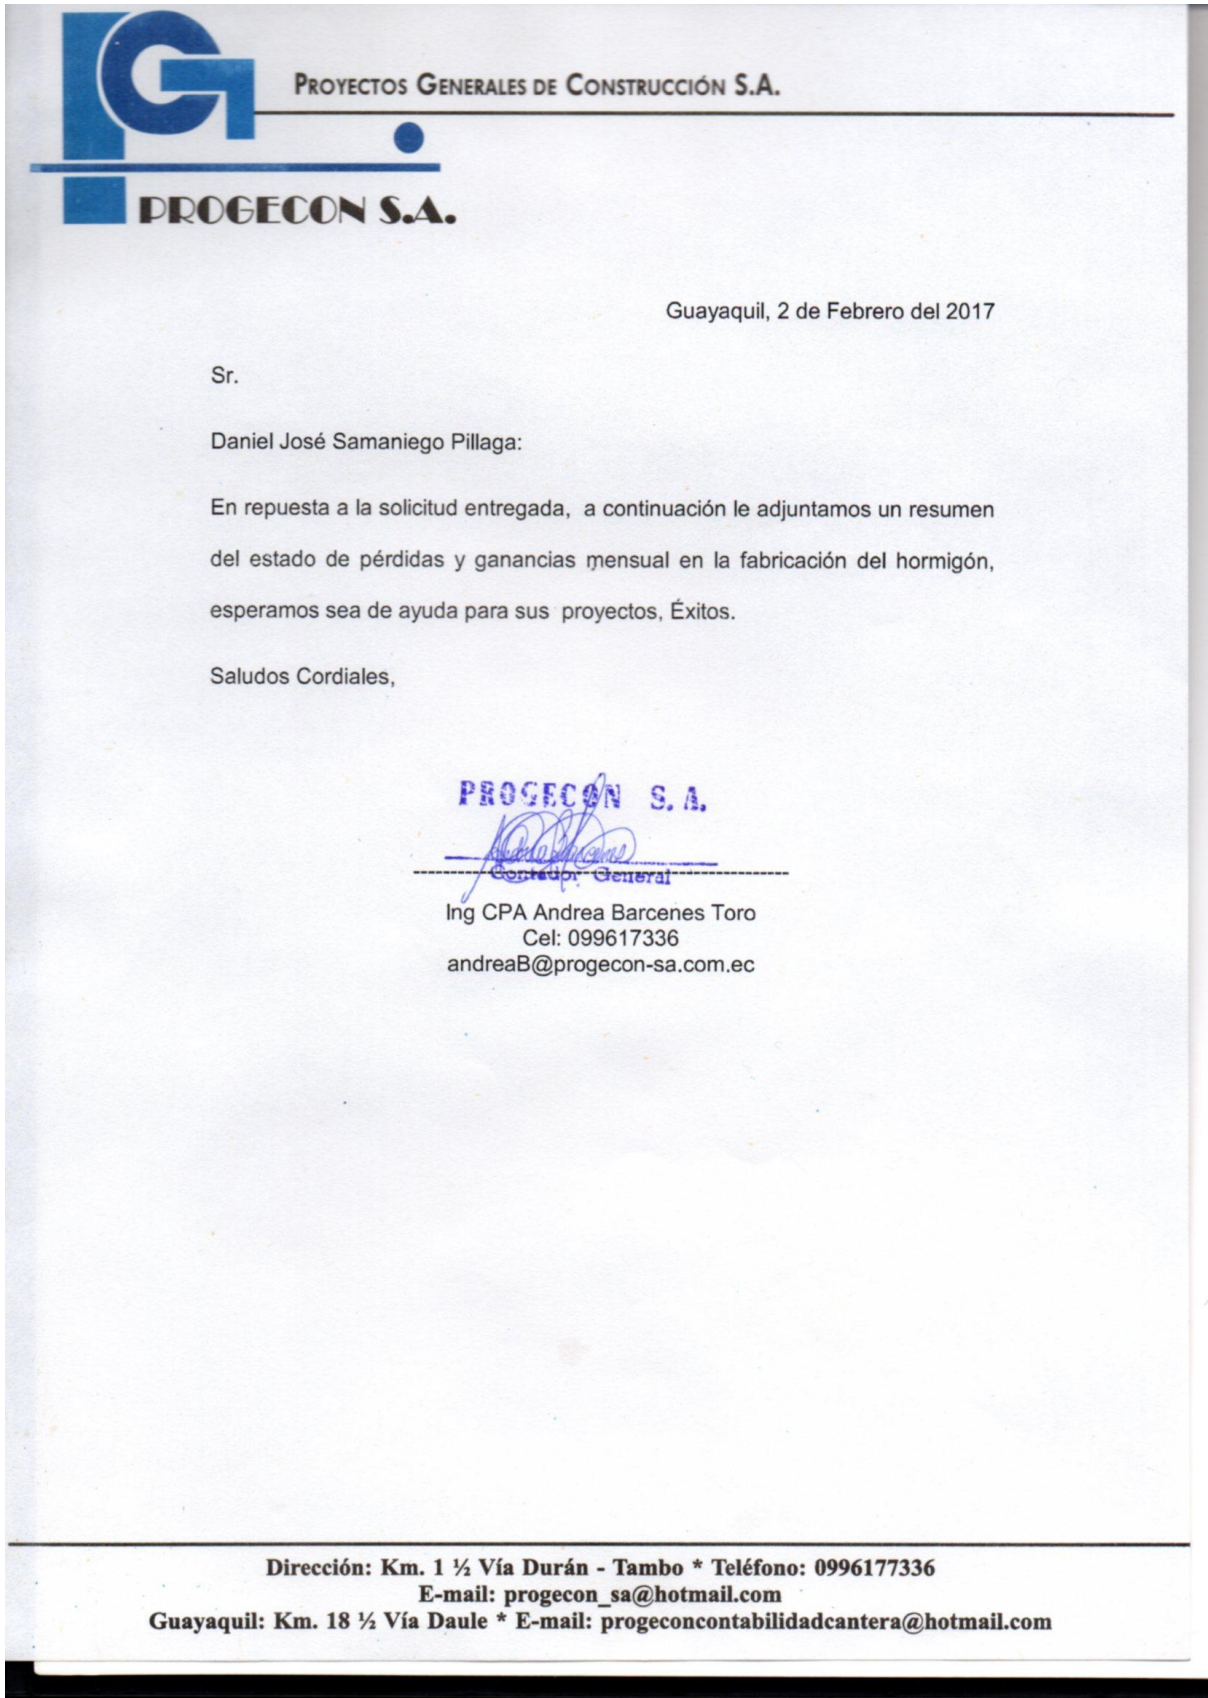 PROYECTOS GENERALES DE CONSTRUCCIÓN S.A.
PROGECON S.A.
Guayaquil, 2 de Febrero del 2017
Sr.
Daniel José Samaniego Pillaga:
En repuesta a la solicitud entregada, a continuación le adjuntamos un resumen
del estado de pérdidas y ganancias mensual en la fabricación del hormigón,
esperamos sea de ayuda para sus proyectos, Éxitos.
Saludos Cordiales,
PROGECON S. A.
Contador General
Ing CPA Andrea Barcenes Toro
Cel: 099617336
andreaB@progecon-sa.com.ec
Dirección: Km. 1 ½ Vía Durán - Tambo * Teléfono: 0996177336
E-mail: progecon_sa@hotmail.com
Guayaquil: Km. 18 ½ Vía Daule * E-mail: progeconcontabilidadcantera@hotmail.com